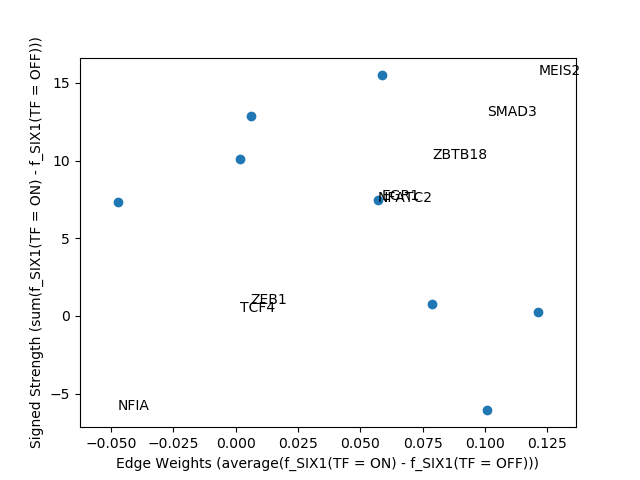 Signed Strength (sum(f_SIX1(TF = ON) - f_SIX1(TF = OFF)))
15
10
5
0
−5
MEIS2
SMAD3
ZBTB18
EGR1
NFATC2
ZEB1
TCF4
NFIA
−0.050 −0.025 0.000 0.025 0.050 0.075 0.100 0.125
Edge Weights (average(f_SIX1(TF = ON) - f_SIX1(TF = OFF)))